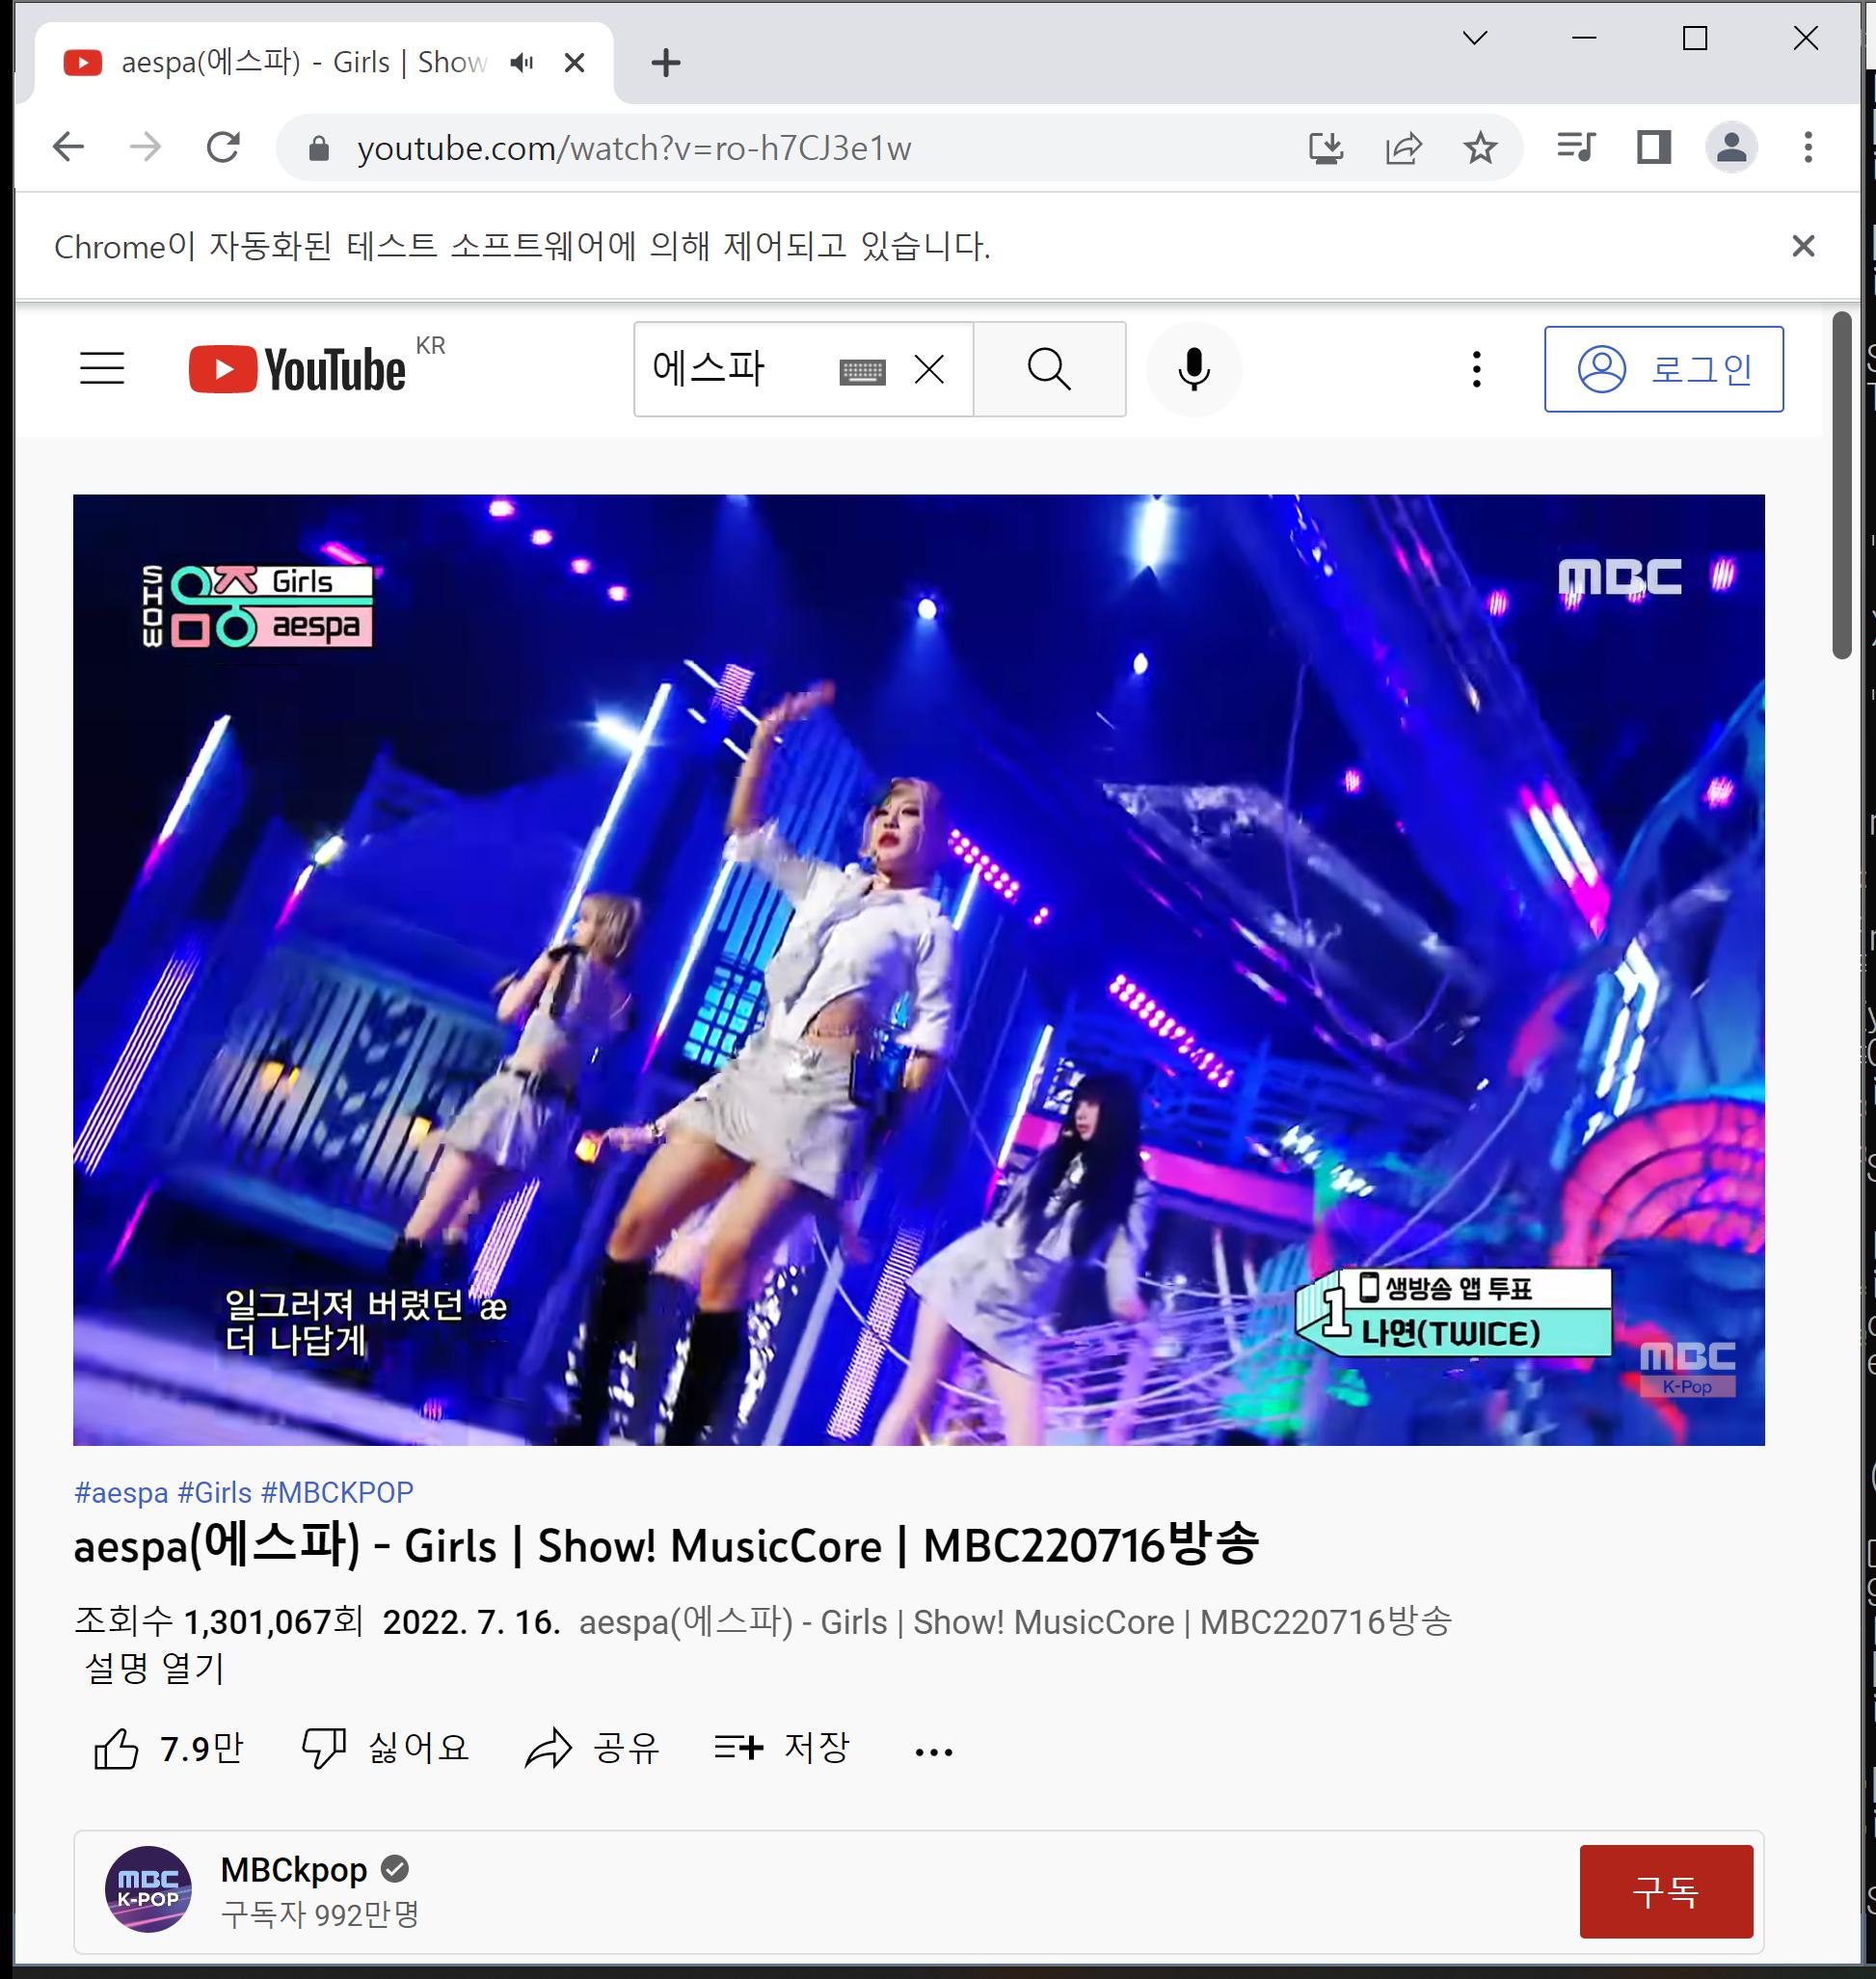 aespa(에스파) - Girls | Show
youtube.com/watch?v=ro-h7CJ3e1w
Chrome이 자동화된 테스트 소프트웨어에 의해 제어되고 있습니다.
YouTube KR
에스파
로그인
SHOW 음중 Girls
aespa
MBC
일그러져 버렸던 æ
더 나답게
1 생방송 앱 투표
나연(TWICE)
MBC
K-Pop
#aespa #Girls #MBCKPOP
aespa(에스파) - Girls | Show! MusicCore | MBC220716방송
조회수 1,301,067회 2022. 7. 16. aespa(에스파) - Girls | Show! MusicCore | MBC220716방송
설명 열기
7.9만 싫어요 공유 저장
MBC
K-POP
MBCkpop
구독자 992만명
구독